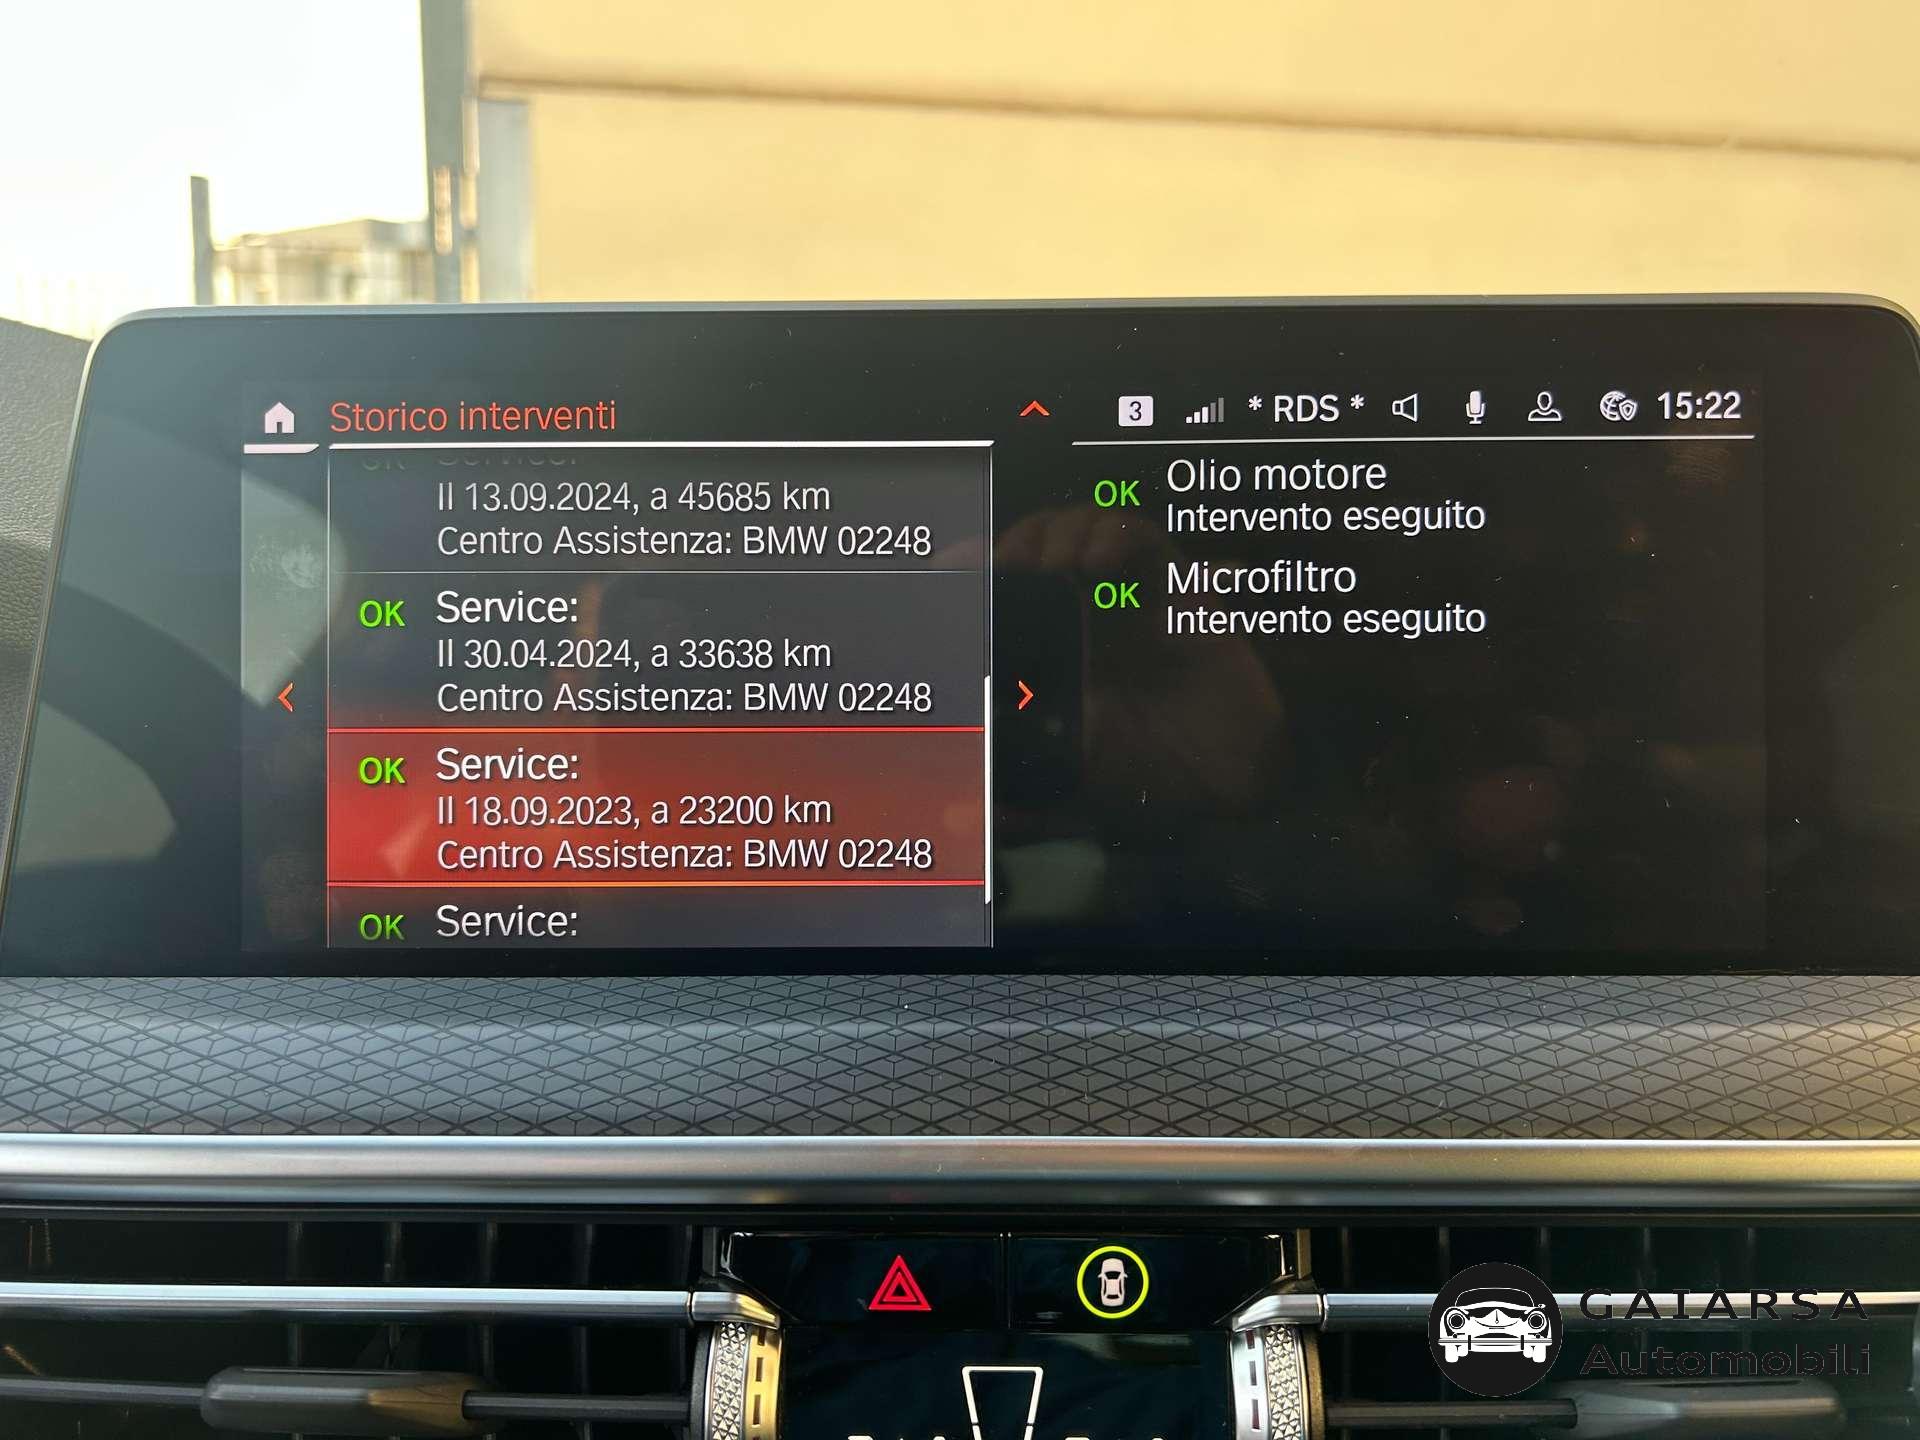 Storico interventi
3 * RDS * 15:22
OK Service:
Il 13.09.2024, a 45685 km
Centro Assistenza: BMW 02248
OK Service:
Il 30.04.2024, a 33638 km
Centro Assistenza: BMW 02248
OK Service:
Il 18.09.2023, a 23200 km
Centro Assistenza: BMW 02248
OK Service:
OK Olio motore
Intervento eseguito
OK Microfiltro
Intervento eseguito
GAIARSA
Automobili